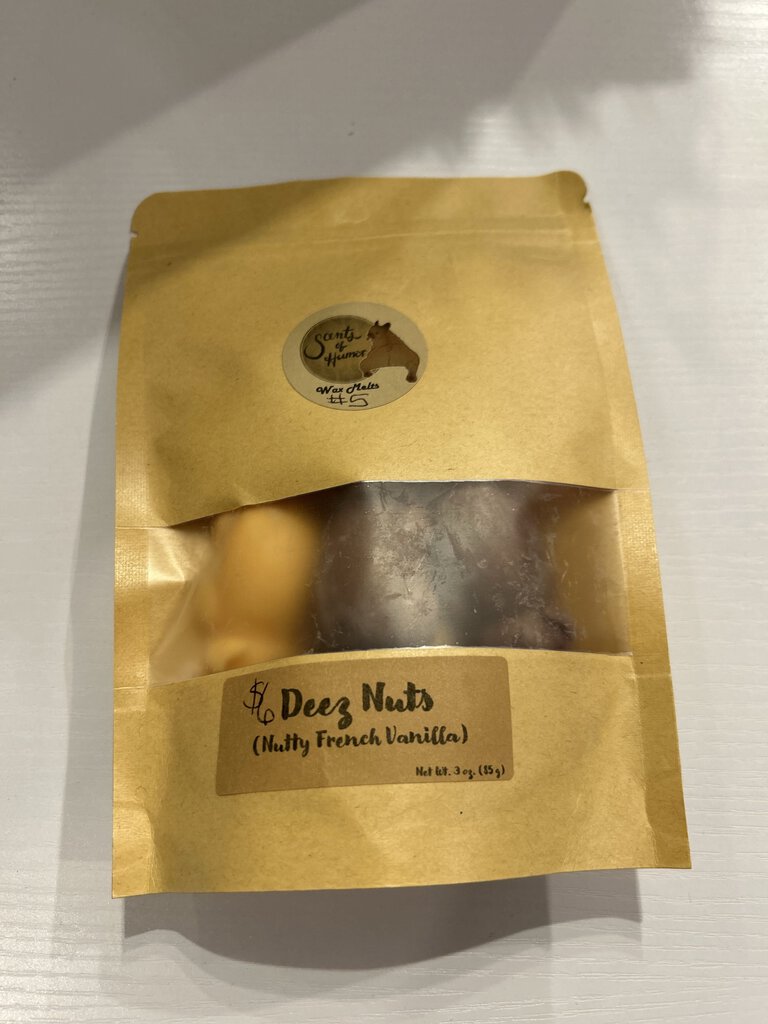 Scents
of
Humor
Wax Melts
#5
$6 Deez Nuts
(Nutty French Vanilla)
Net Wt. 3 oz. (85 g)